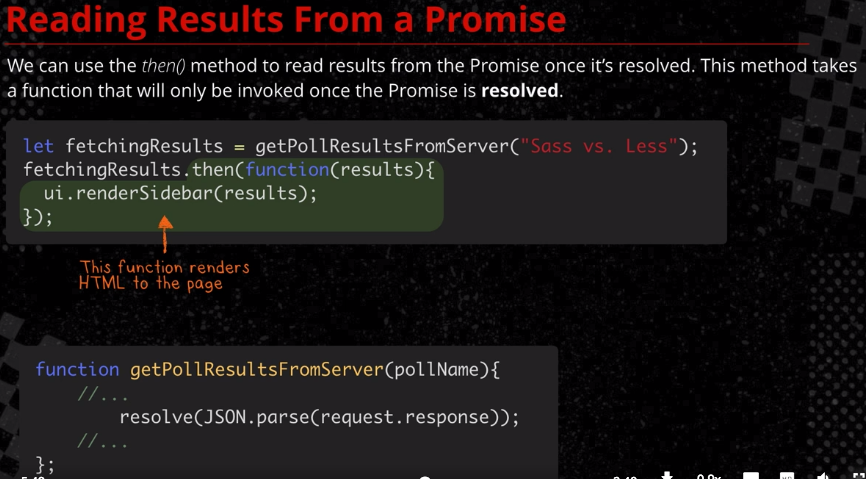 Reading Results From a Promise
We can use the then() method to read results from the Promise once it’s resolved. This method takes
a function that will only be invoked once the Promise is resolved.
let fetchingResults = getPollResultsFromServer("Sass vs. Less");
fetchingResults.then(function(results){
ui.renderSidebar(results);
});
This function renders
HTML to the page
function getPollResultsFromServer(pollName){
//...
resolve(JSON.parse(request.response));
//...
};